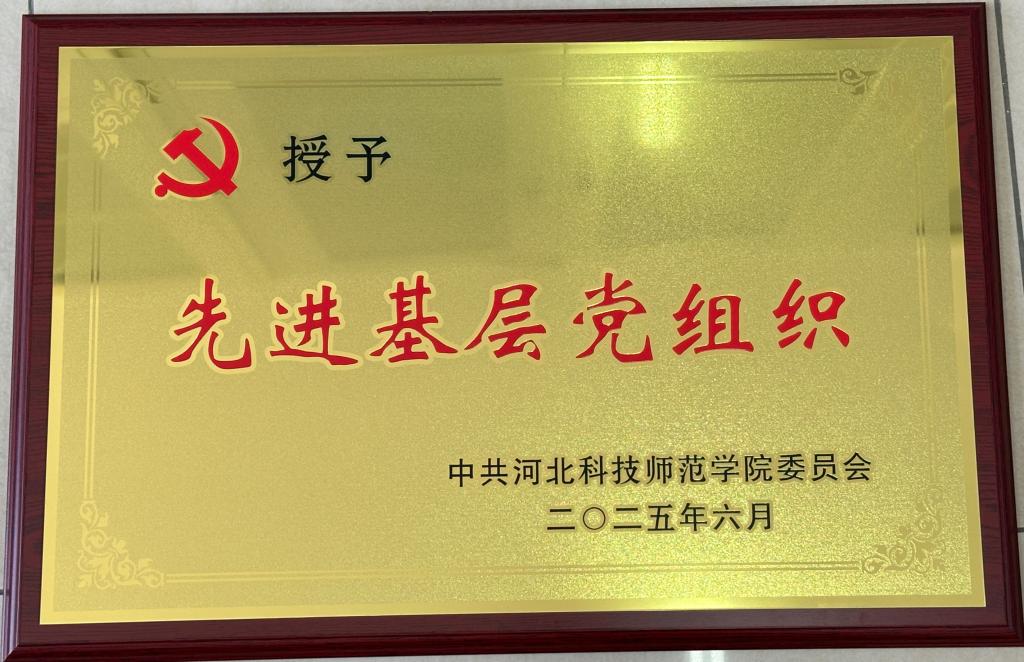 授予
先进基层党组织
中共河北科技师范学院委员会
二〇二五年六月